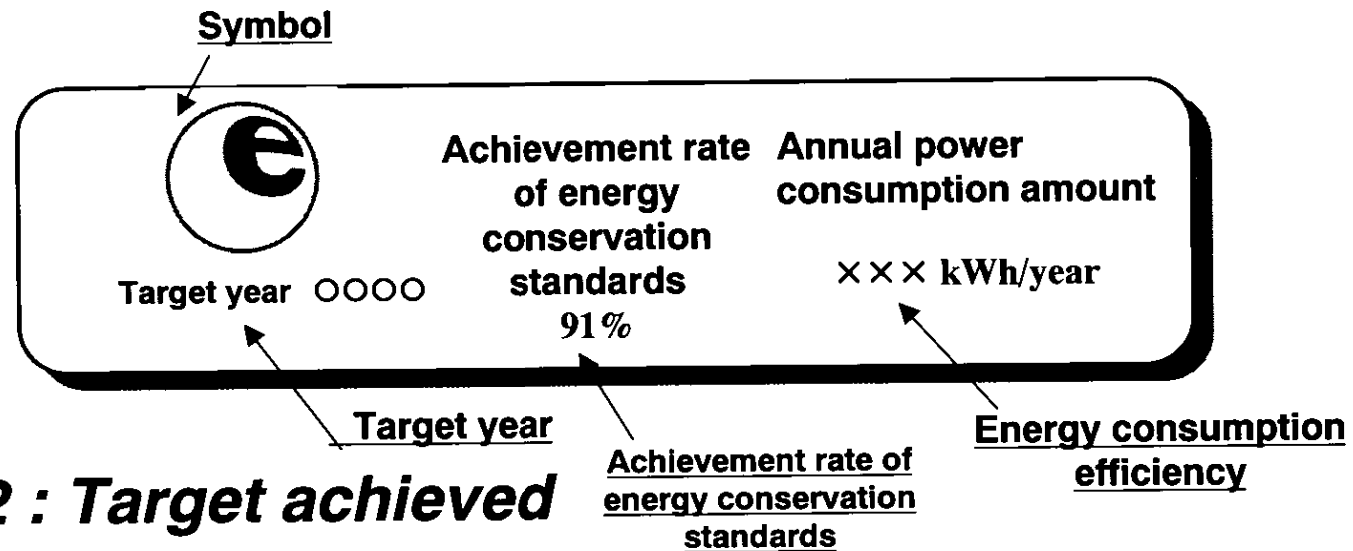 Symbol
e
Achievement rate
of energy
conservation
standards
91%
Annual power
consumption amount
××× kWh/year
Target year ○○○○
Target year
Achievement rate of
energy conservation
standards
Energy consumption
efficiency
2 : Target achieved